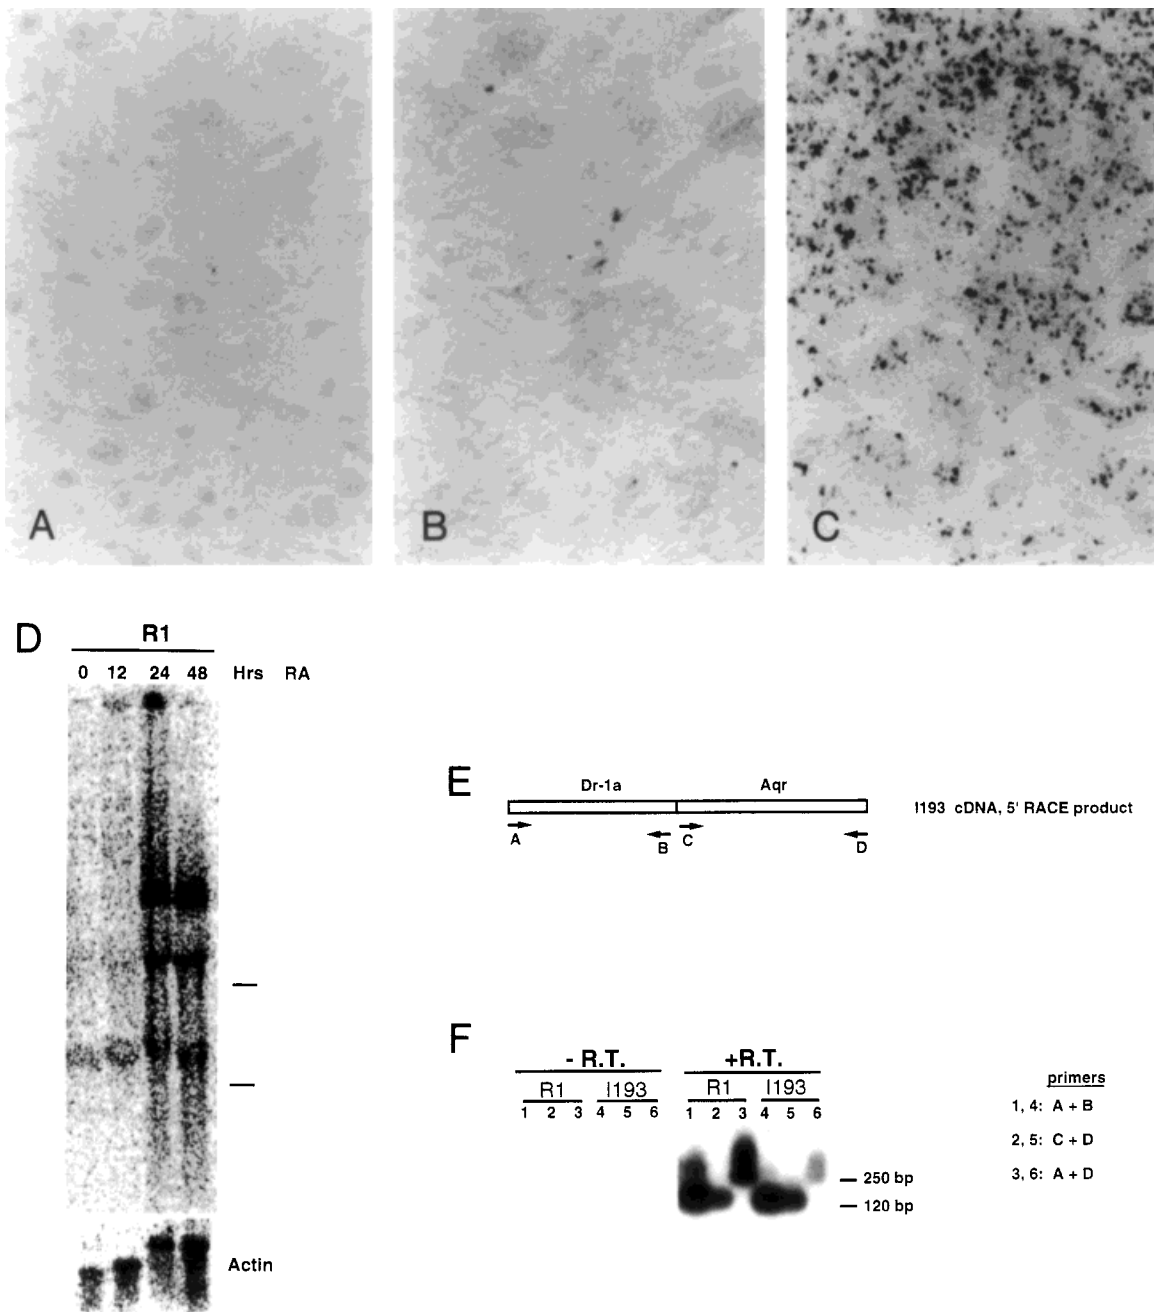 A
B
C
D
R1
0 12 24 48 Hrs RA
Actin
E
Dr-1a Aqr
I193 cDNA, 5' RACE product
A B C D
F
- R.T. +R.T.
R1 I193 R1 I193
1 2 3 4 5 6 1 2 3 4 5 6
250 bp
120 bp
primers
1, 4: A + B
2, 5: C + D
3, 6: A + D